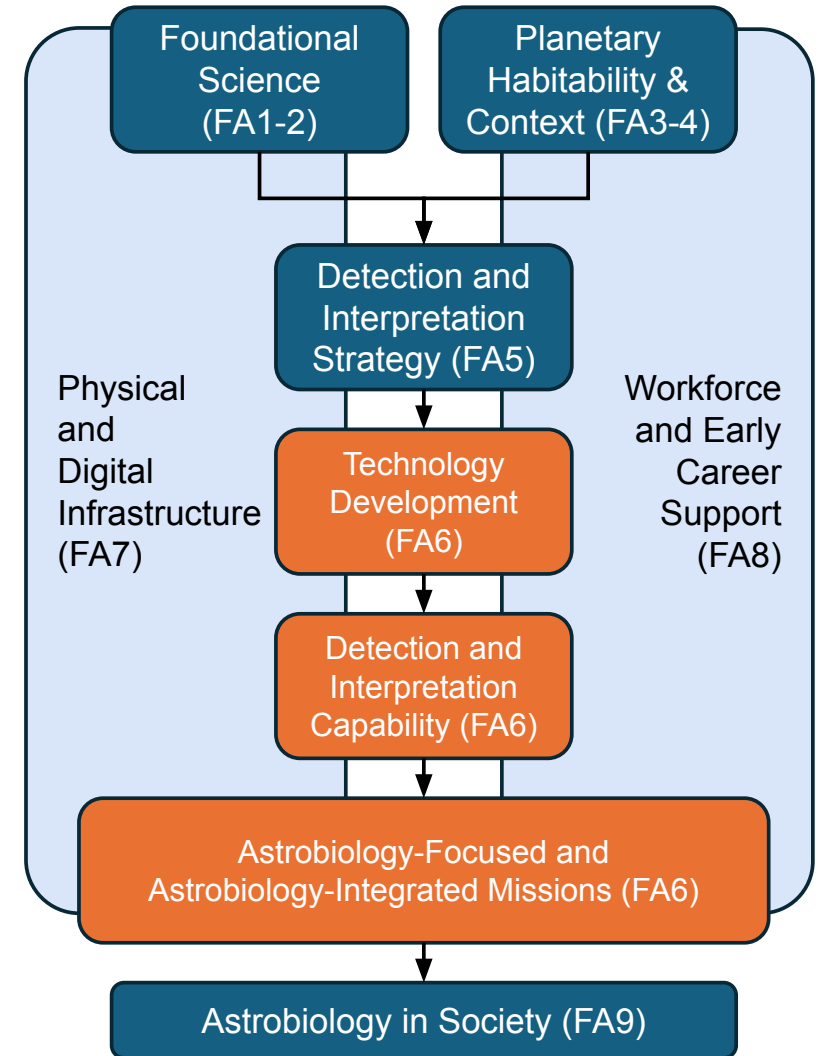 Foundational
Science
(FA1-2)
Planetary
Habitability &
Context (FA3-4)
Detection and
Interpretation
Strategy (FA5)
Physical
and
Digital
Infrastructure
(FA7)
Workforce
and Early
Career
Support
(FA8)
Technology
Development
(FA6)
Detection and
Interpretation
Capability (FA6)
Astrobiology-Focused and
Astrobiology-Integrated Missions (FA6)
Astrobiology in Society (FA9)